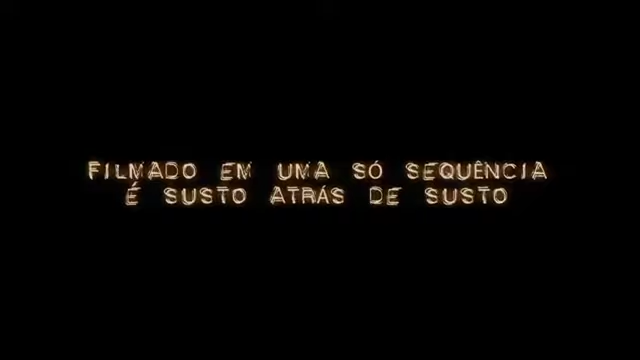 FILMADO EM UMA SÓ SEQUÊNCIA
É SUSTO ATRÁS DE SUSTO